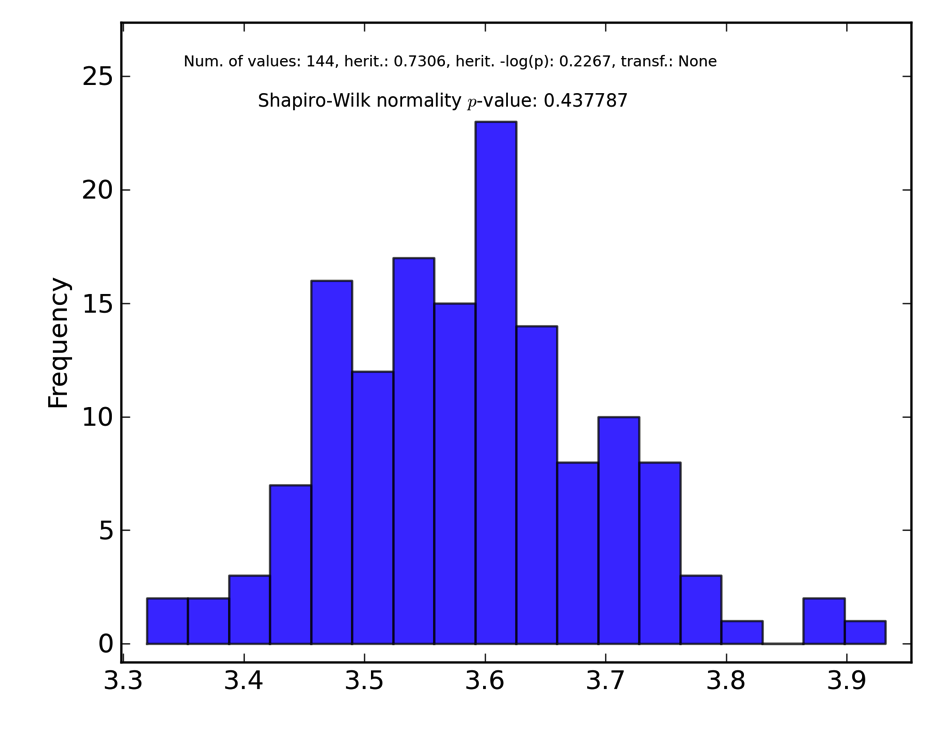 Num. of values: 144, herit.: 0.7306, herit. -log(p): 0.2267, transf.: None
Shapiro-Wilk normality p-value: 0.437787
Frequency
25
20
15
10
5
0
3.3 3.4 3.5 3.6 3.7 3.8 3.9